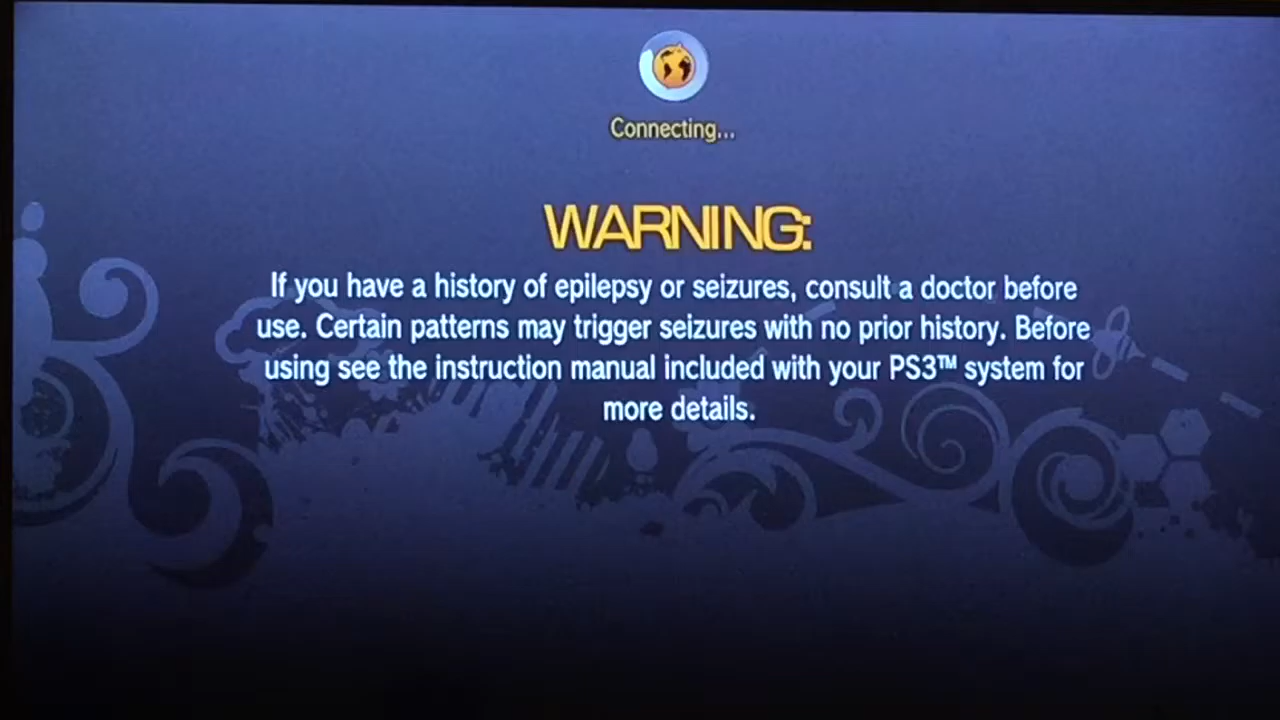 Connecting...
WARNING:
If you have a history of epilepsy or seizures, consult a doctor before
use. Certain patterns may trigger seizures with no prior history. Before
using see the instruction manual included with your PS3™ system for
more details.